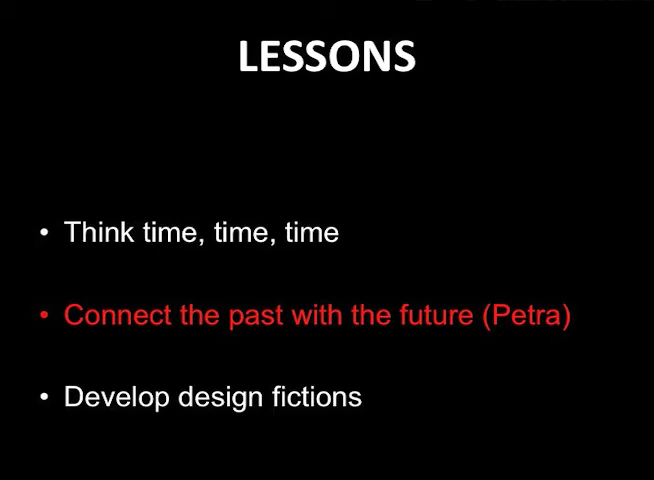 LESSONS
• Think time, time, time
• Connect the past with the future (Petra)
• Develop design fictions